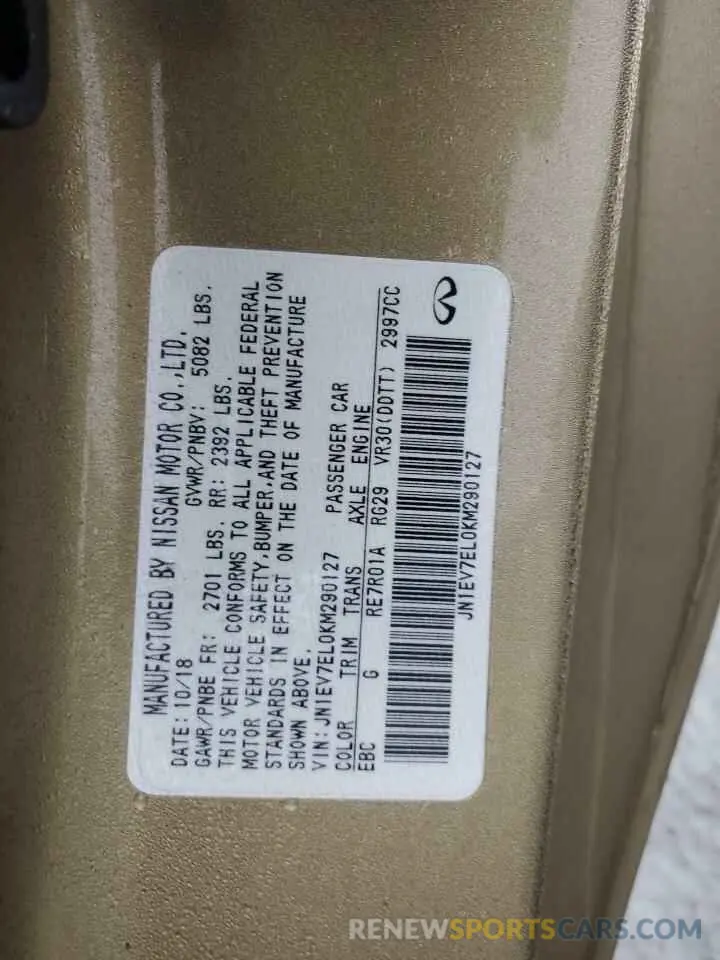 MANUFACTURED BY NISSAN MOTOR CO.,LTD.
DATE: 10/18 GVWR/PNBV: 5082 LBS.
GAWR/PNBE FR: 2701 LBS. RR: 2392 LBS.
THIS VEHICLE CONFORMS TO ALL APPLICABLE FEDERAL
MOTOR VEHICLE SAFETY,BUMPER,AND THEFT PREVENTION
STANDARDS IN EFFECT ON THE DATE OF MANUFACTURE
SHOWN ABOVE.
VIN: JN1EV7EL0KM290127 PASSENGER CAR
COLOR TRIM TRANS AXLE ENGINE
EBC G RE7R01A RG29 VR30(DDTT) 2997CC
JN1EV7EL0KM290127
RENEWSPORTSCARS.COM